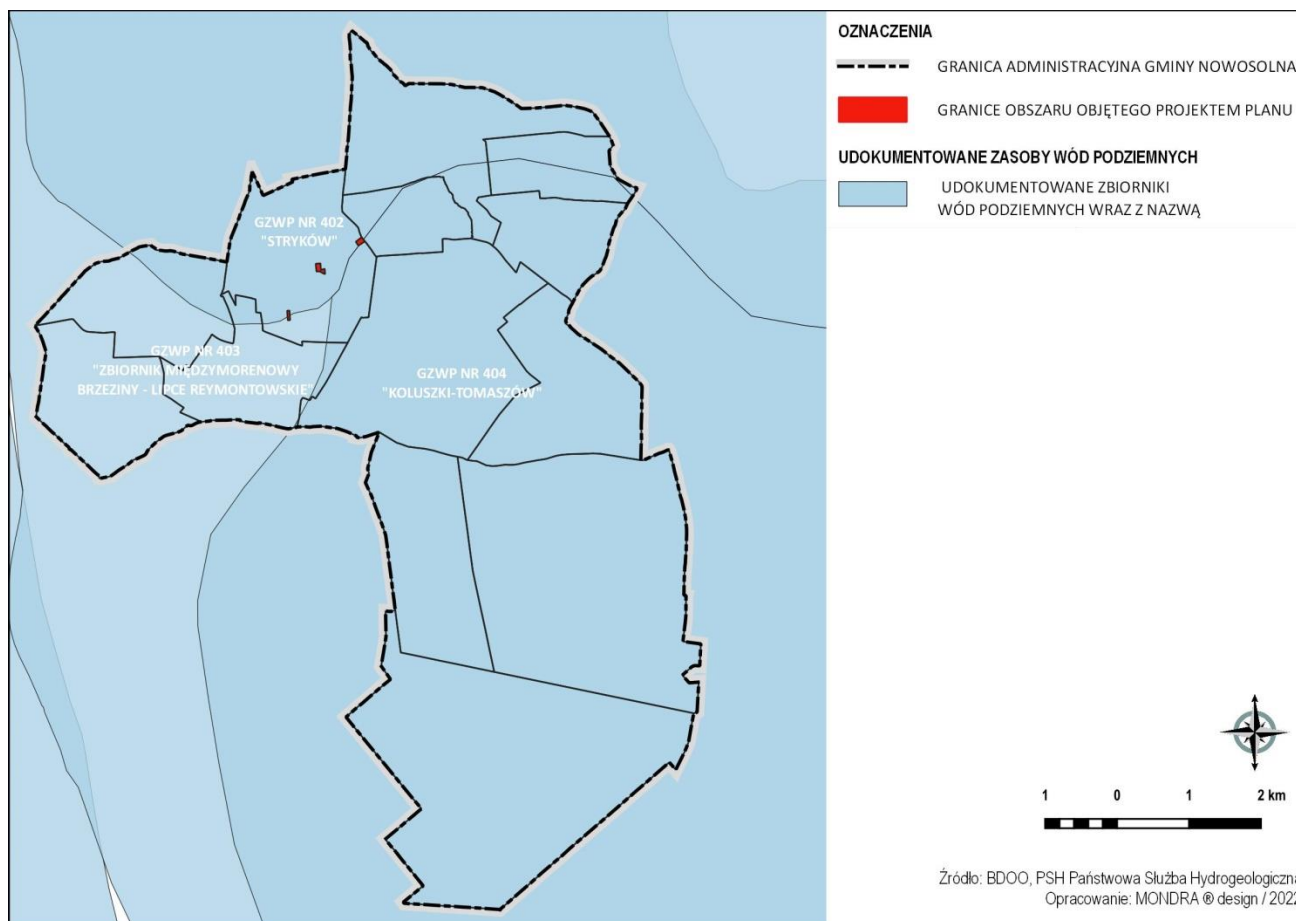 OZNACZENIA
GRANICA ADMINISTRACYJNA GMINY NOWOSOLNA
GRANICE OBSZARU OBJĘTEGO PROJEKTEM PLANU
UDOKUMENTOWANE ZASOBY WÓD PODZIEMNYCH
UDOKUMENTOWANE ZBIORNIKI
WÓD PODZIEMNYCH WRAZ Z NAZWĄ
GZWP NR 402
"STRYKÓW"
GZWP NR 403
"ZBIORNIK MIĘDZYMORENOWY
BRZEZINY - LIPCE REYMONTOWSKIE"
GZWP NR 404
"KOLUSZKI-TOMASZÓW"
1 0 1 2 km
Źródło: BDOO, PSH Państwowa Służba Hydrogeologiczna
Opracowanie: MONDRA ® design / 2022